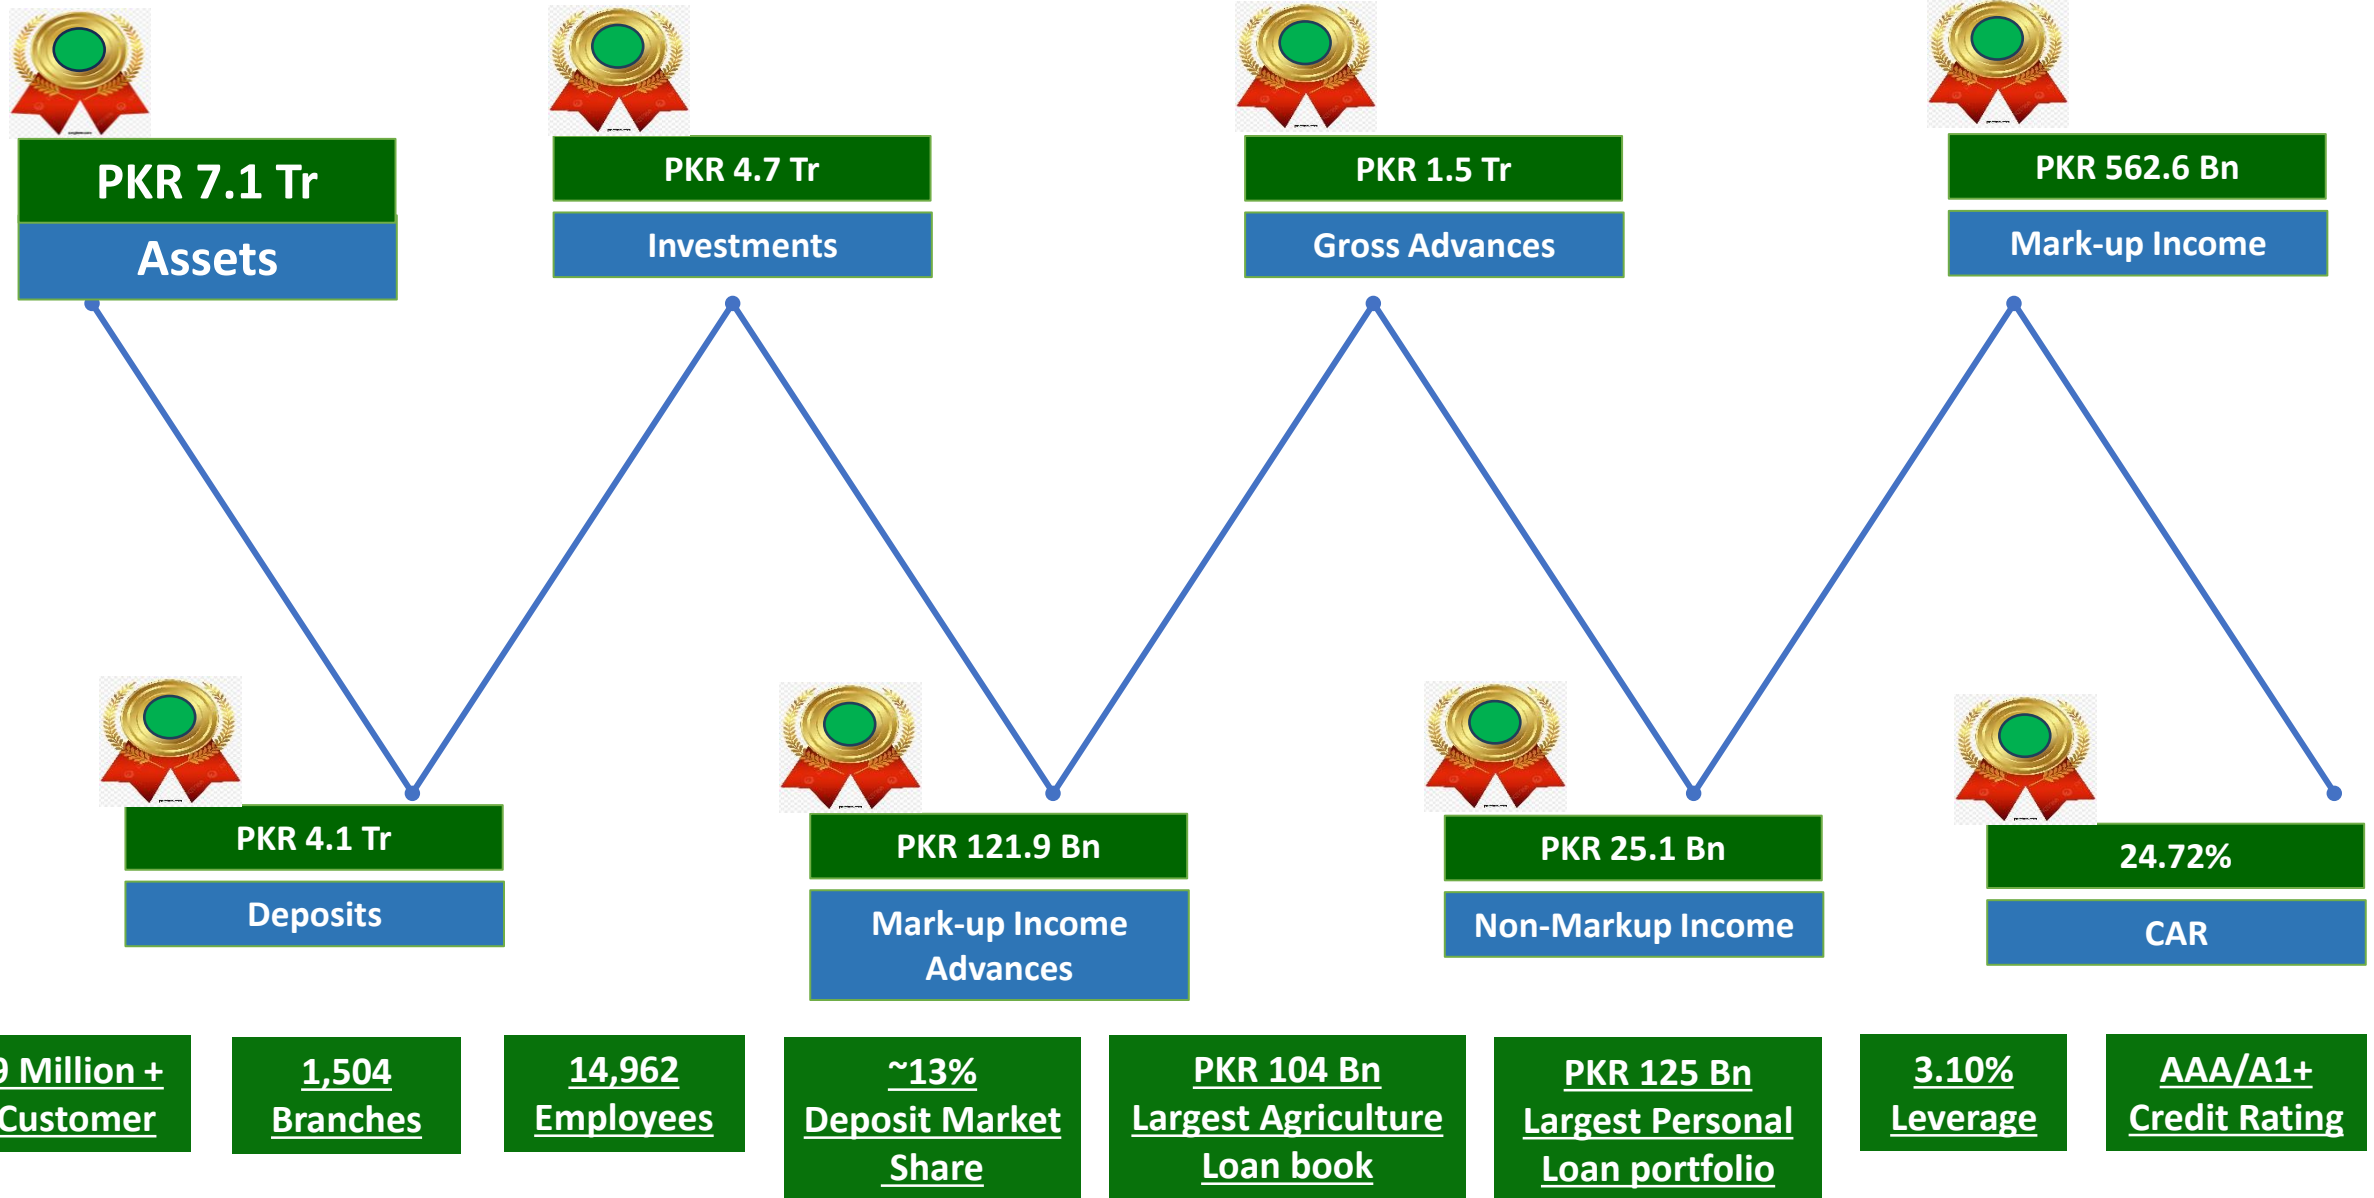 PKR 7.1 Tr
Assets
PKR 4.7 Tr
Investments
PKR 1.5 Tr
Gross Advances
PKR 562.6 Bn
Mark-up Income
PKR 4.1 Tr
Deposits
PKR 121.9 Bn
Mark-up Income
Advances
PKR 25.1 Bn
Non-Markup Income
24.72%
CAR
9 Million +
Customer
1,504
Branches
14,962
Employees
~13%
Deposit Market
Share
PKR 104 Bn
Largest Agriculture
Loan book
PKR 125 Bn
Largest Personal
Loan portfolio
3.10%
Leverage
AAA/A1+
Credit Rating